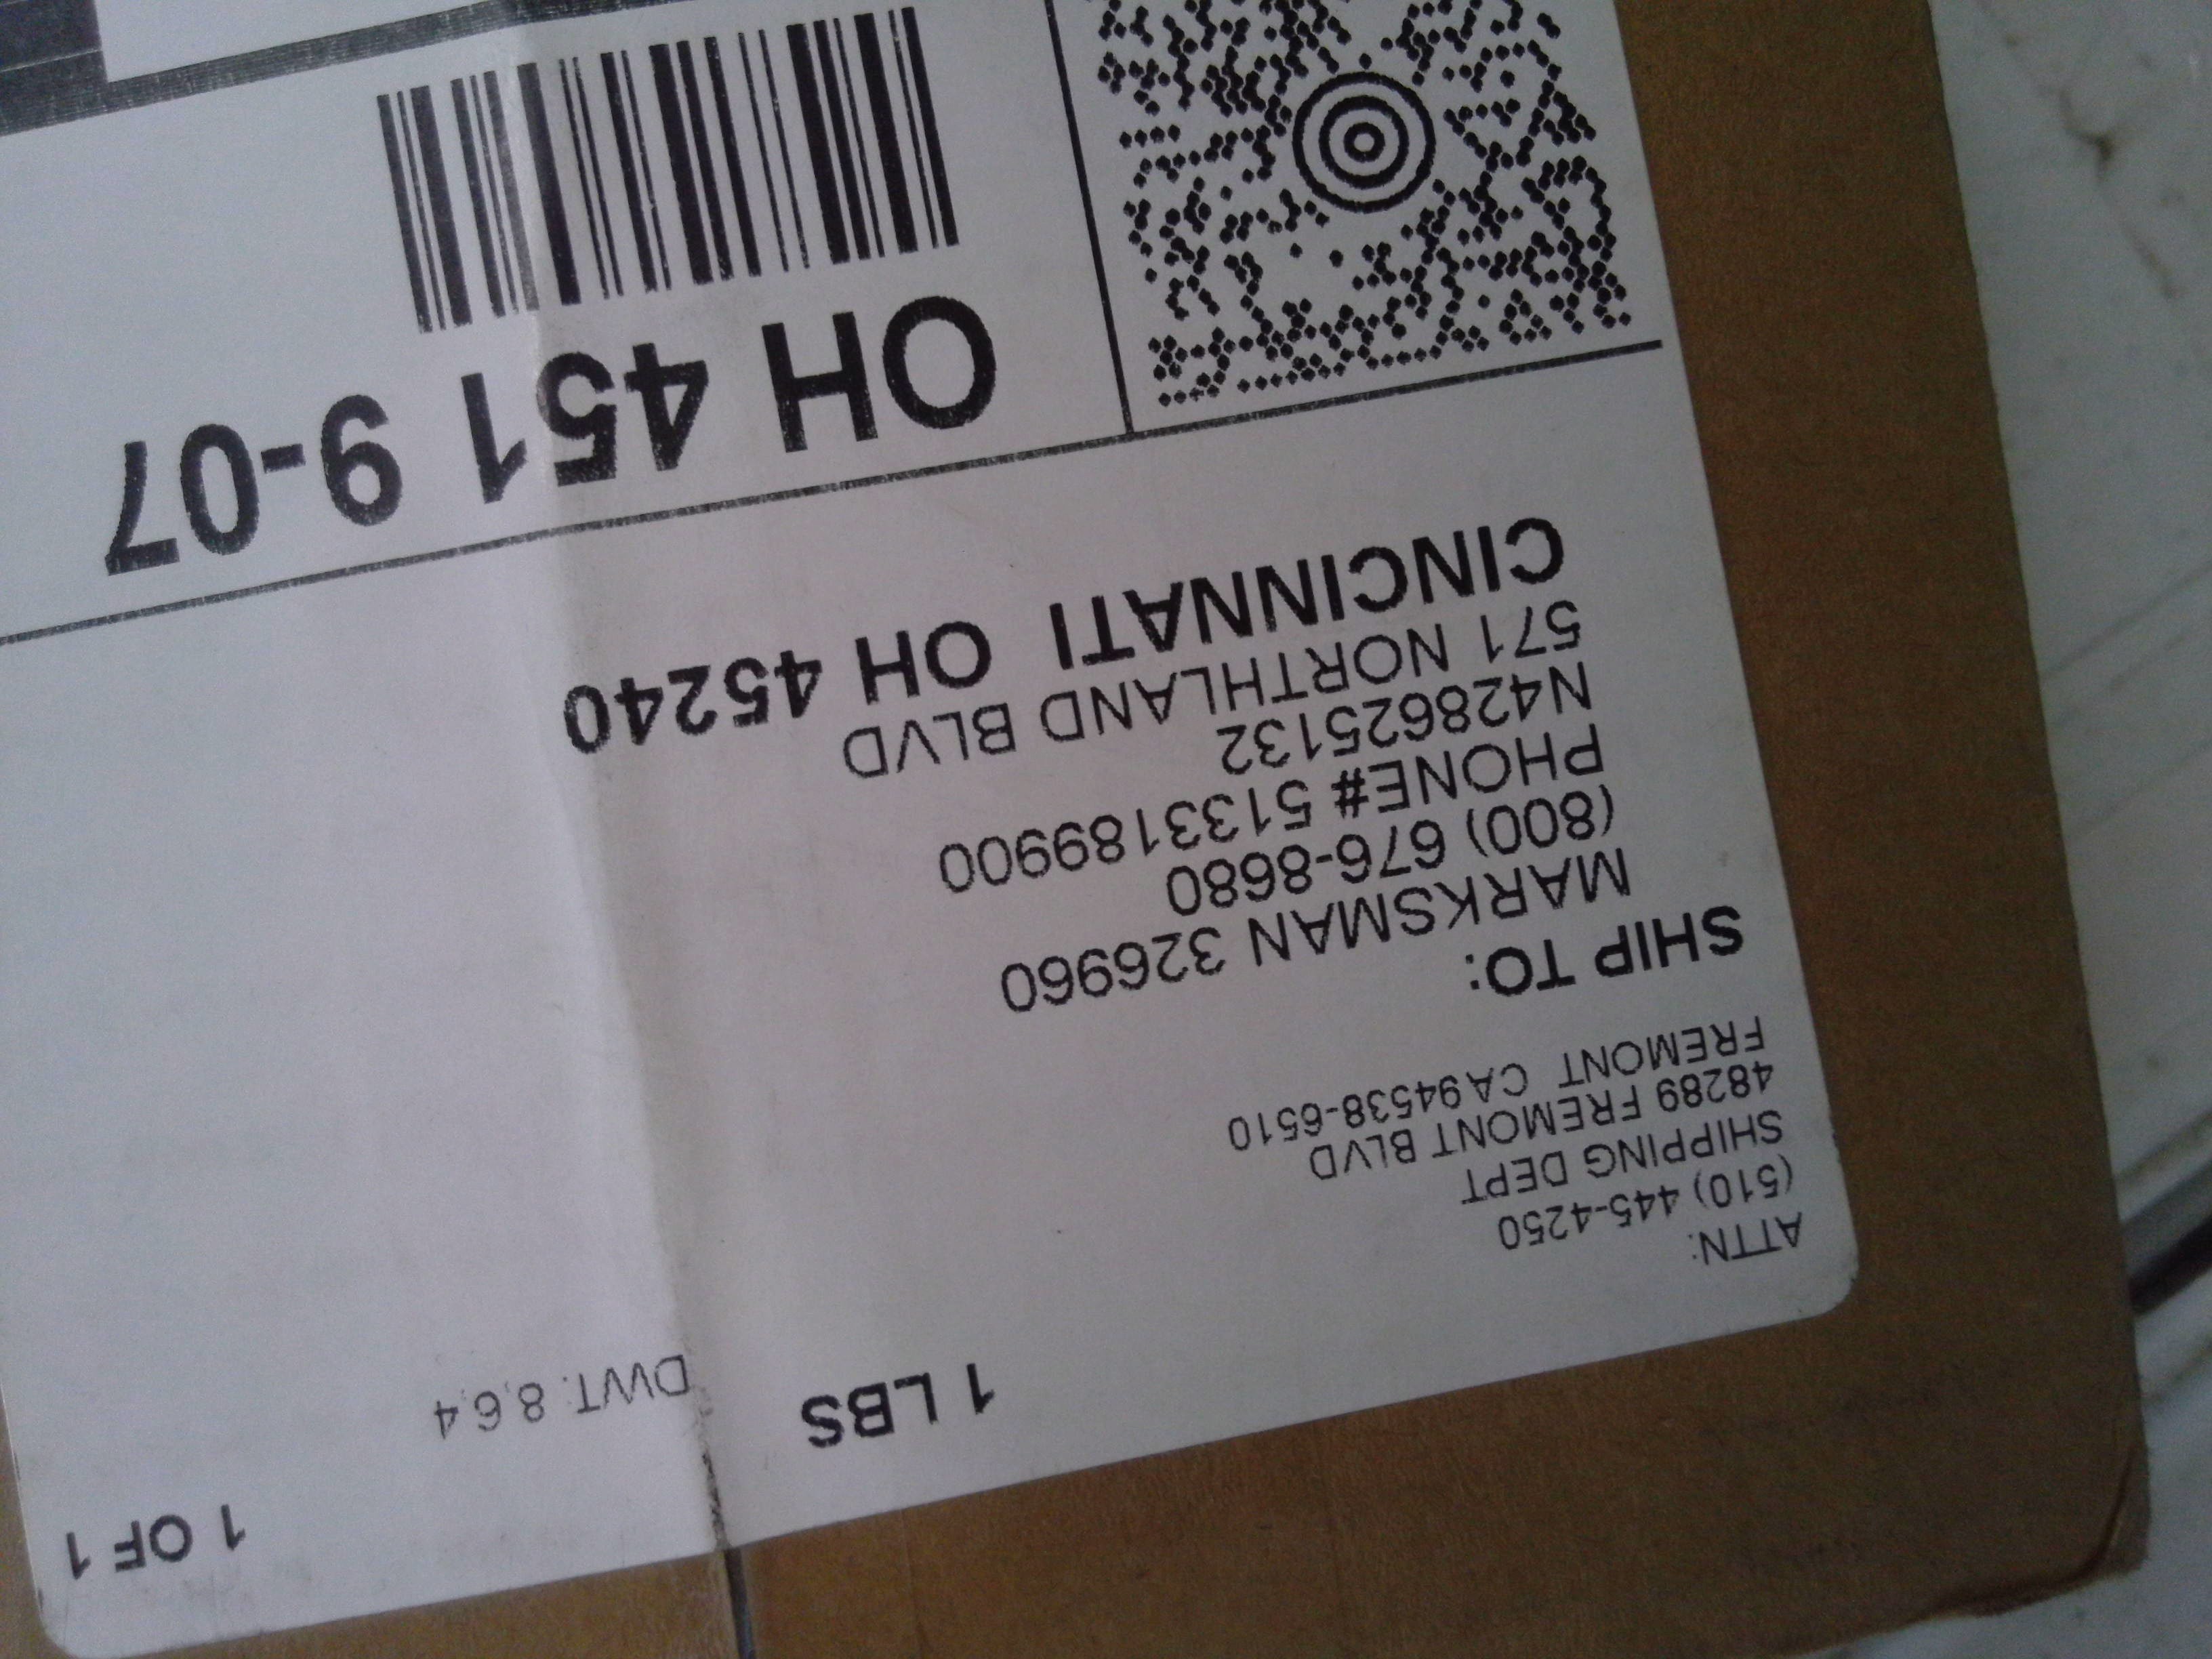 ATTN:
(510) 445-4250
SHIPPING DEPT
48289 FREMONT BLVD
FREMONT CA 94538-6510
1 LBS
DWT: 8,6,4
1 OF 1
SHIP TO:
MARKSMAN 326960
(800) 676-8680
PHONE# 5133189900
N428625132
571 NORTHLAND BLVD
CINCINNATI OH 45240
OH 451 9-07